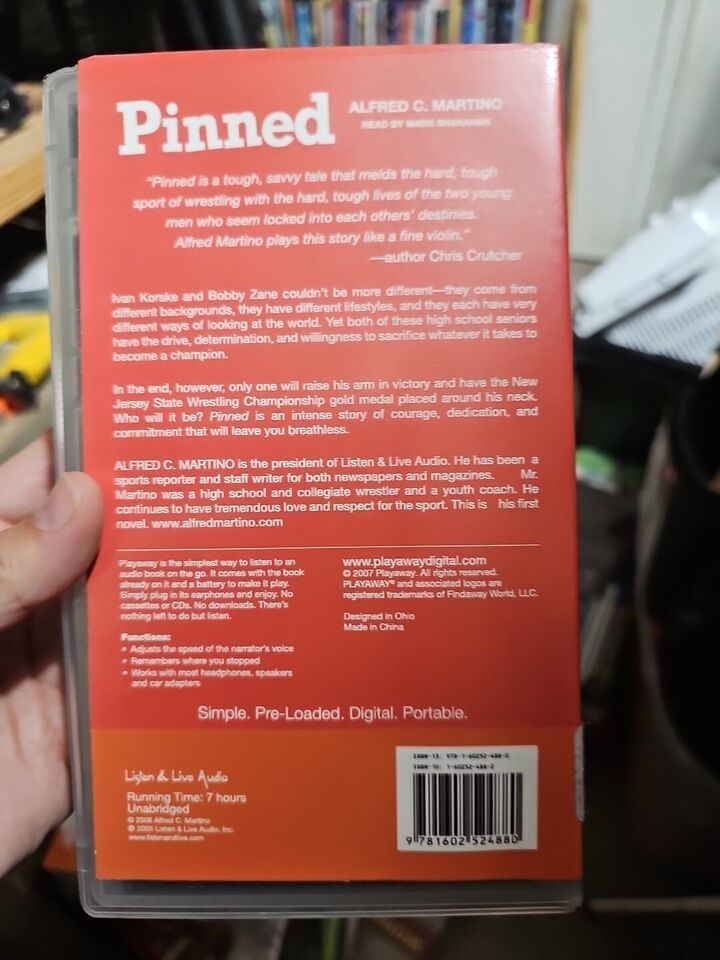 Pinned
ALFRED C. MARTINO
READ BY MARK SHANAHAN
"Pinned is a tough, savvy tale that melds the hard, tough
sport of wrestling with the hard, tough lives of the two young
men who seem locked into each others' destinies.
Alfred Martino plays this story like a fine violin."
—author Chris Crutcher
Ivan Korske and Bobby Zane couldn't be more different—they come from
different backgrounds, they have different lifestyles, and they each have very
different ways of looking at the world. Yet both of these high school seniors
have the drive, determination, and willingness to sacrifice whatever it takes to
become a champion.
In the end, however, only one will raise his arm in victory and have the New
Jersey State Wrestling Championship gold medal placed around his neck.
Who will it be? Pinned is an intense story of courage, dedication, and
commitment that will leave you breathless.
ALFRED C. MARTINO is the president of Listen & Live Audio. He has been a
sports reporter and staff writer for both newspapers and magazines. Mr.
Martino was a high school and collegiate wrestler and a youth coach. He
continues to have tremendous love and respect for the sport. This is his first
novel. www.alfredmartino.com
Playaway is the simplest way to listen to an
audio book on the go. It comes with the book
already on it and a battery to make it play.
Simply plug in its earphones and enjoy. No
cassettes or CDs. No downloads. There's
nothing left to do but listen.
Functions:
• Adjusts the speed of the narrator's voice
• Remembers where you stopped
• Works with most headphones, speakers
and car adapters
www.playawaydigital.com
© 2007 Playaway. All rights reserved.
PLAYAWAY® and associated logos are
registered trademarks of Findaway World, LLC.
Designed in Ohio
Made in China
Simple. Pre-Loaded. Digital. Portable.
Listen & Live Audio
Running Time: 7 hours
Unabridged
© 2006 Alfred C. Martino
℗ 2005 Listen & Live Audio, Inc.
www.listenandlive.com
ISBN-13: 978-1-60252-488-0
ISBN-10: 1-60252-488-2
9 781602 524880